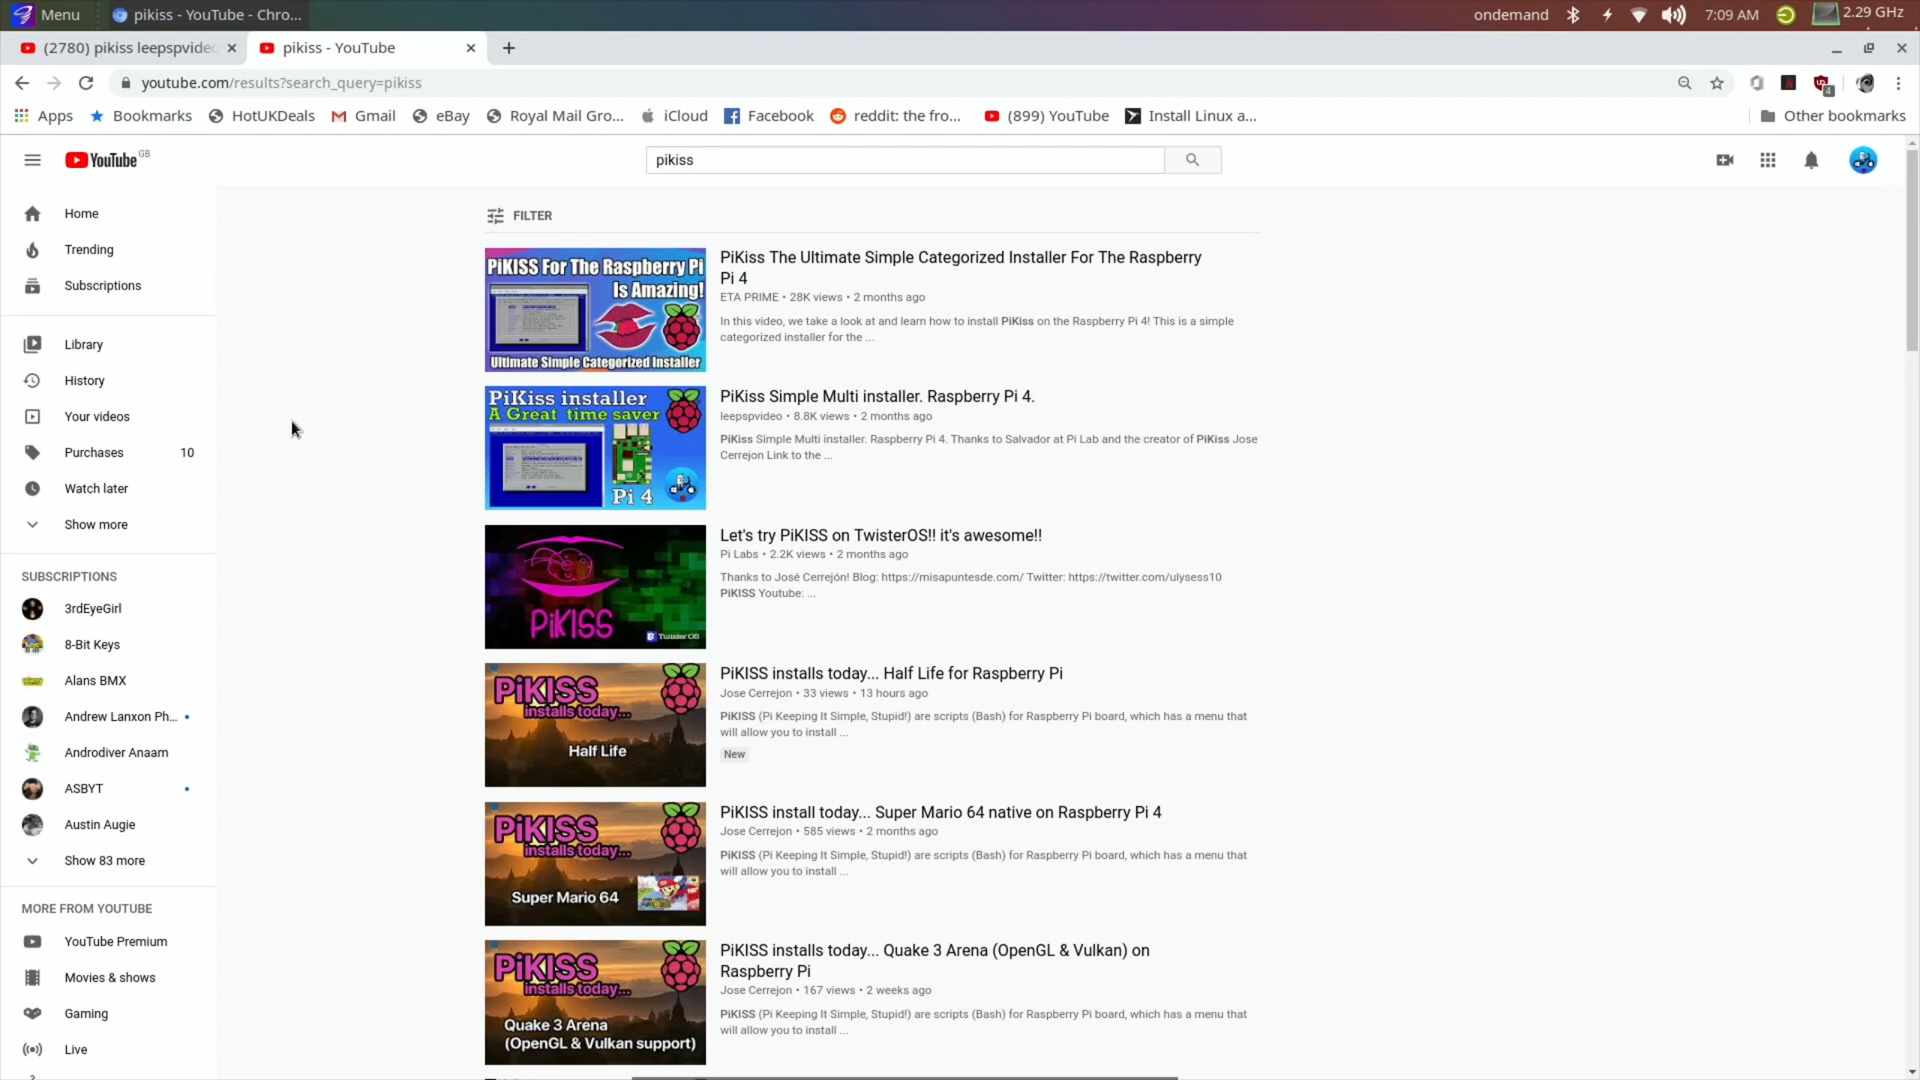 Menu
pikiss - YouTube - Chro...
ondemand
7:09 AM
2.29 GHz
(2780) pikiss leepspvideo
pikiss - YouTube
youtube.com/results?search_query=pikiss
4
Apps
Bookmarks
HotUKDeals
Gmail
eBay
Royal Mail Gro...
iCloud
Facebook
reddit: the fro...
(899) YouTube
Install Linux a...
Other bookmarks
YouTube GB
pikiss
Home
Trending
Subscriptions
Library
History
Your videos
Purchases 10
Watch later
Show more
SUBSCRIPTIONS
3rdEyeGirl
8-Bit Keys
Alans BMX
Andrew Lanxon Ph... •
Androdiver Anaam
ASBYT •
Austin Augie
Show 83 more
MORE FROM YOUTUBE
YouTube Premium
Movies & shows
Gaming
Live
FILTER
PiKISS For The Raspberry Pi
Is Amazing!
Ultimate Simple Categorized Installer
PiKiss The Ultimate Simple Categorized Installer For The Raspberry
Pi 4
ETA PRIME • 28K views • 2 months ago
In this video, we take a look at and learn how to install PiKiss on the Raspberry Pi 4! This is a simple
categorized installer for the ...
PiKiss installer
A Great time saver
Pi 4
PiKiss Simple Multi installer. Raspberry Pi 4.
leepspvideo • 8.8K views • 2 months ago
PiKiss Simple Multi installer. Raspberry Pi 4. Thanks to Salvador at Pi Lab and the creator of PiKiss Jose
Cerrejon Link to the ...
PiKISS
Twister OS
Let's try PiKISS on TwisterOS!! it's awesome!!
Pi Labs • 2.2K views • 2 months ago
Thanks to José Cerrejón! Blog: https://misapuntesde.com/ Twitter: https://twitter.com/ulysess10
PiKISS Youtube: ...
PiKISS
installs today...
Half Life
PiKISS installs today... Half Life for Raspberry Pi
Jose Cerrejon • 33 views • 13 hours ago
PiKISS (Pi Keeping It Simple, Stupid!) are scripts (Bash) for Raspberry Pi board, which has a menu that
will allow you to install ...
New
PiKISS
installs today...
Super Mario 64
PiKISS install today... Super Mario 64 native on Raspberry Pi 4
Jose Cerrejon • 585 views • 2 months ago
PiKISS (Pi Keeping It Simple, Stupid!) are scripts (Bash) for Raspberry Pi board, which has a menu that
will allow you to install ...
PiKISS
installs today...
Quake 3 Arena
(OpenGL & Vulkan support)
PiKISS installs today... Quake 3 Arena (OpenGL & Vulkan) on
Raspberry Pi
Jose Cerrejon • 167 views • 2 weeks ago
PiKISS (Pi Keeping It Simple, Stupid!) are scripts (Bash) for Raspberry Pi board, which has a menu that
will allow you to install ...